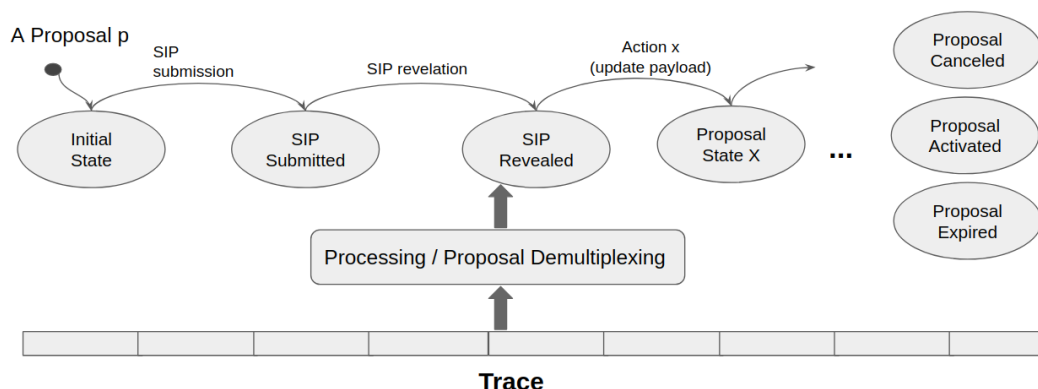 A Proposal p
SIP
submission
SIP revelation
Action x
(update payload)
Initial
State
SIP
Submitted
SIP
Revealed
Proposal
State X
...
Proposal
Canceled
Proposal
Activated
Proposal
Expired
Processing / Proposal Demultiplexing
Trace